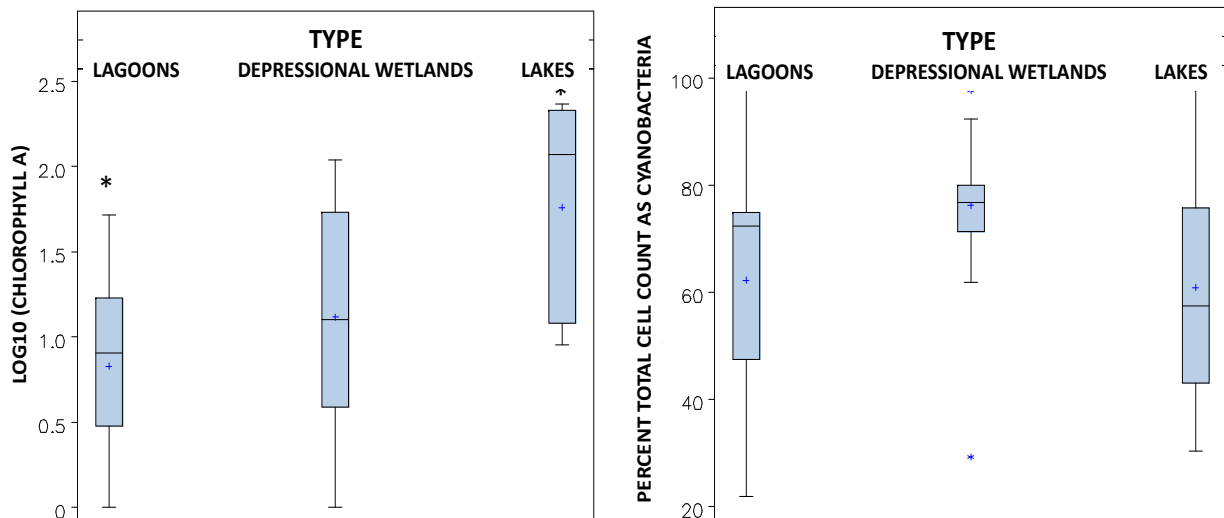 TYPE
LAGOONS DEPRESSIONAL WETLANDS LAKES
LOG10 (CHLOROPHYLL A)
2.5
2.0
1.5
1.0
0.5
0
*
TYPE
LAGOONS DEPRESSIONAL WETLANDS LAKES
PERCENT TOTAL CELL COUNT AS CYANOBACTERIA
100
80
60
40
20
*